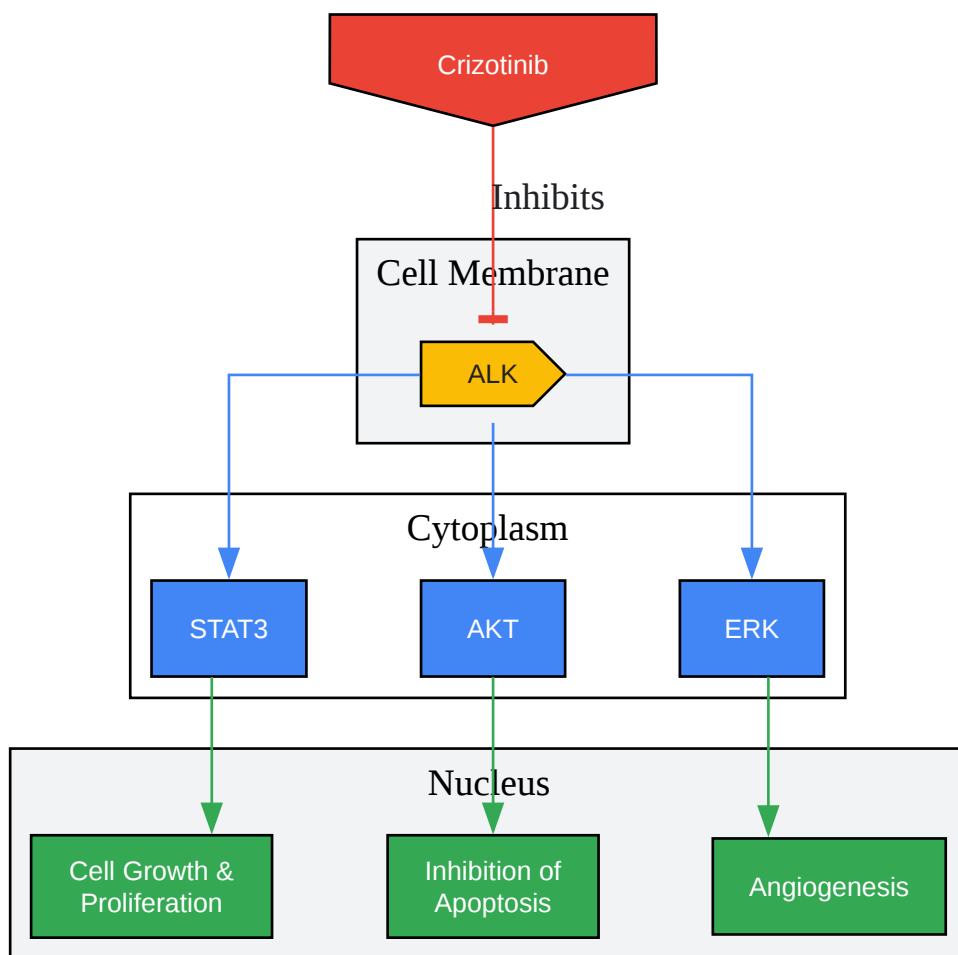 Crizotinib
Inhibits
Cell Membrane
ALK
Cytoplasm
STAT3
AKT
ERK
Nucleus
Cell Growth &
Proliferation
Inhibition of
Apoptosis
Angiogenesis